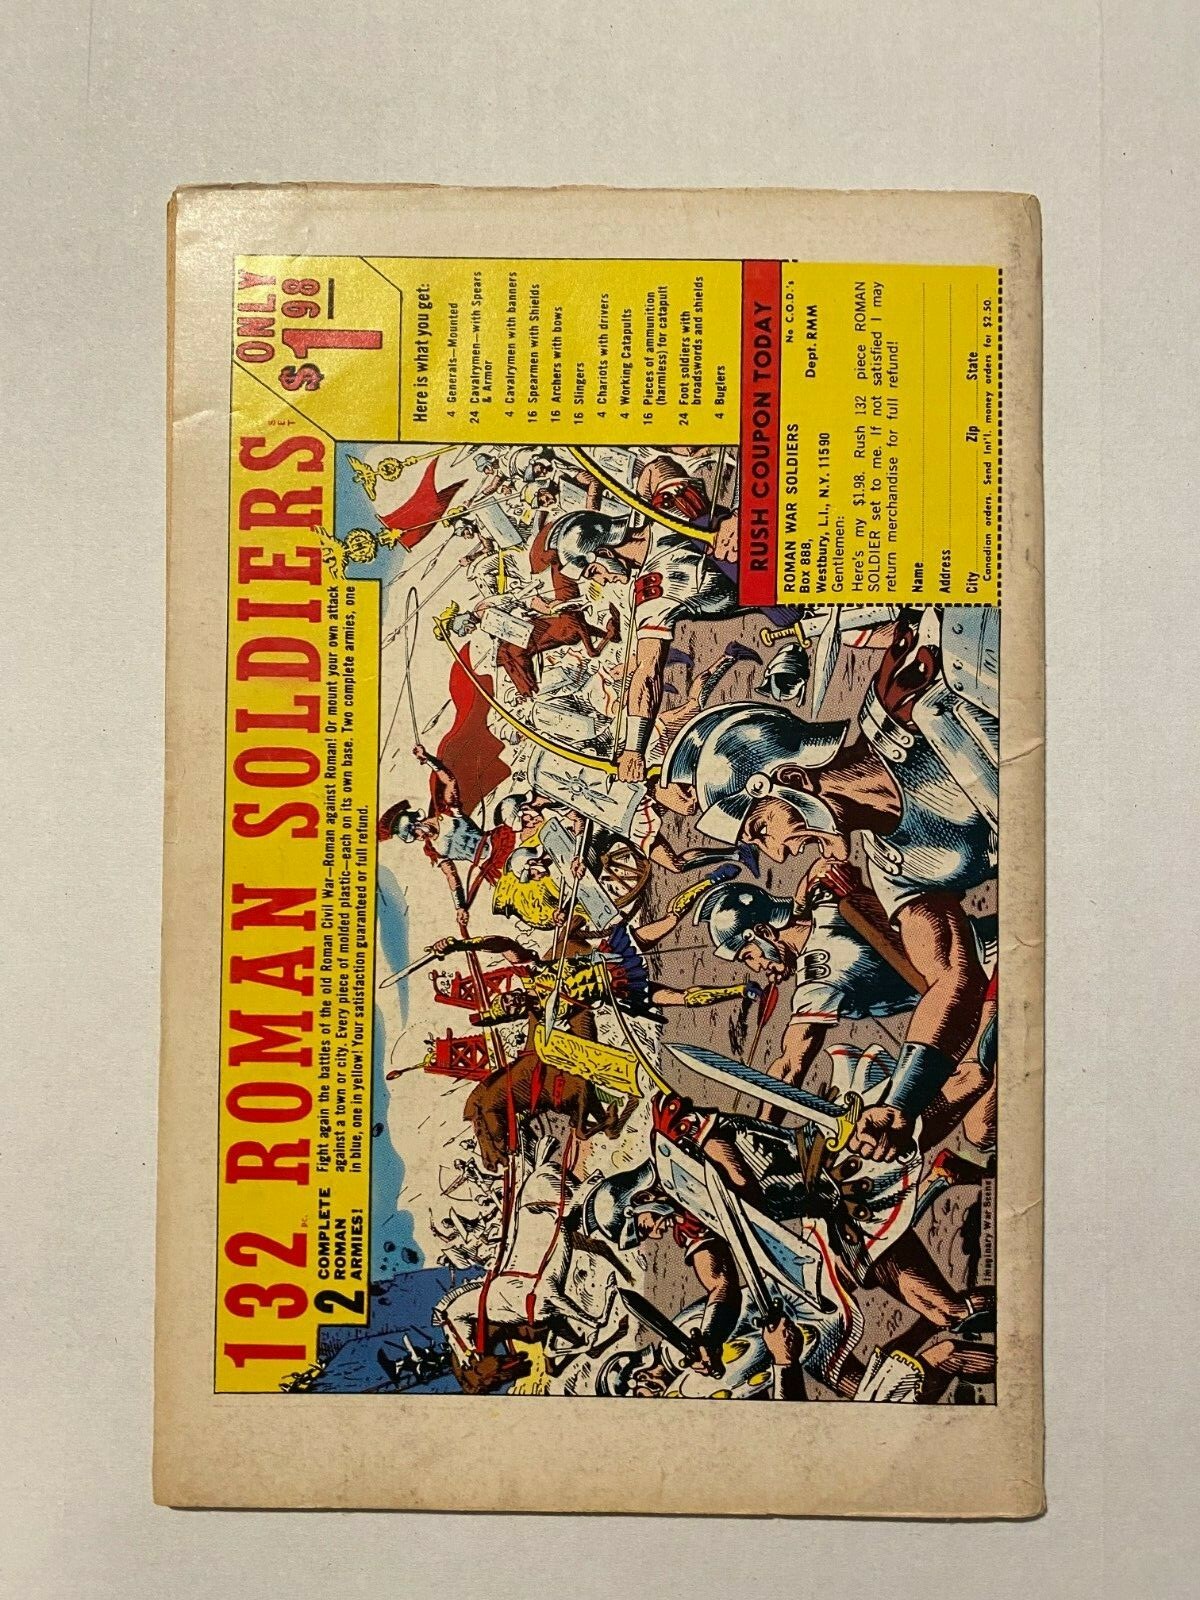 132 PC. ROMAN SOLDIERS SET
ONLY
$1.98
2 COMPLETE
ROMAN
ARMIES!
Fight again the battles of the old Roman Civil War—Roman against Roman! Or mount your own attack
against a town or city. Every piece of molded plastic—each on its own base. Two complete armies, one
in blue, one in yellow! Your satisfaction guaranteed or full refund.
Here is what you get:
4 Generals—Mounted
24 Cavalrymen—with Spears
& Armor
4 Cavalrymen with banners
16 Spearmen with Shields
16 Archers with bows
16 Slingers
4 Chariots with drivers
4 Working Catapults
16 Pieces of ammunition
(harmless) for catapult
24 Foot soldiers with
broadswords and shields
4 Buglers
RUSH COUPON TODAY
No C.O.D.'s
ROMAN WAR SOLDIERS
Box 888, Dept. RMM
Westbury, L.I., N.Y. 11590
Gentlemen:
Here's my $1.98. Rush 132 piece ROMAN
SOLDIER set to me. If not satisfied I may
return merchandise for full refund!
Name
Address
City Zip State
Canadian orders. Send Int'l. money orders for $2.50.
Imaginary War Scene